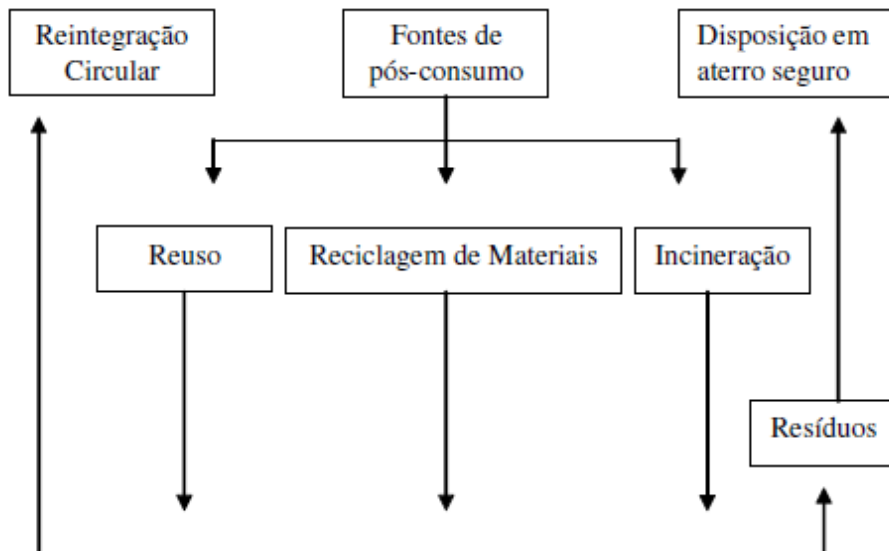 Reintegração
Circular
Fontes de
pós-consumo
Disposição em
aterro seguro
Reuso
Reciclagem de Materiais
Incineração
Resíduos